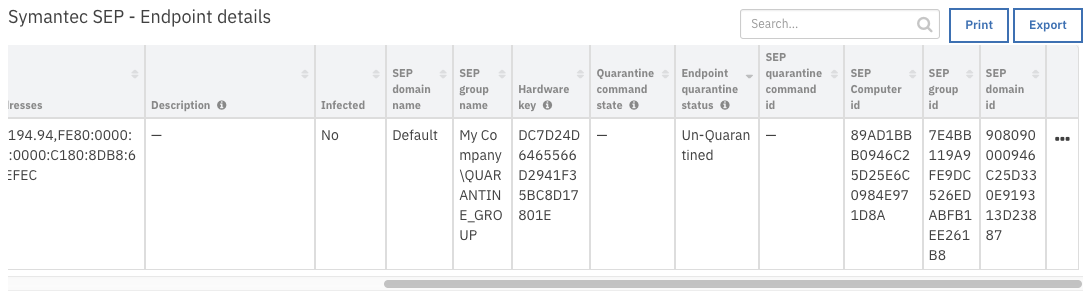 Symantec SEP - Endpoint details
Search...
Print
Export
resses
Description
Infected
SEP
domain
name
SEP
group
name
Hardware
key
Quarantine
command
state
Endpoint
quarantine
status
SEP
quarantine
command
id
SEP
Computer
id
SEP
group
id
SEP
domain
id
194.94,FE80:0000:
:0000:C180:8DB8:6
EFEC
—
No
Default
My Co
mpany
\QUAR
ANTIN
E_GRO
UP
DC7D24D
6465566
D2941F3
5BC8D17
801E
—
Un-Quaran
tined
—
89AD1BB
B0946C2
5D25E6C
0984E97
1D8A
7E4BB
119A9
FE9DC
526ED
ABFB1
EE261
B8
908090
000946
C25D33
0E9193
13D238
87